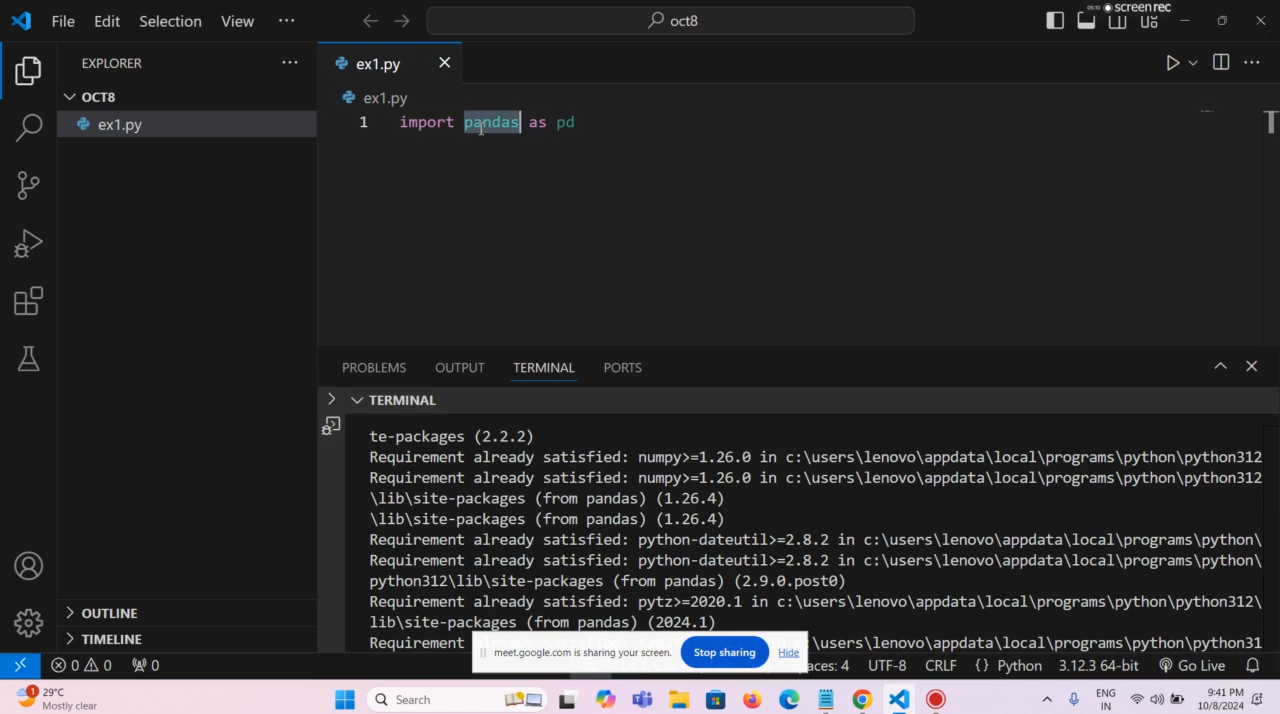 File Edit Selection View ···
oct8
05:10 screenrec
EXPLORER
OCT8
ex1.py
OUTLINE
TIMELINE
ex1.py
ex1.py
1 import pandas as pd
PROBLEMS OUTPUT TERMINAL PORTS
TERMINAL
te-packages (2.2.2)
Requirement already satisfied: numpy>=1.26.0 in c:\users\lenovo\appdata\local\programs\python\python312
Requirement already satisfied: numpy>=1.26.0 in c:\users\lenovo\appdata\local\programs\python\python312
\lib\site-packages (from pandas) (1.26.4)
\lib\site-packages (from pandas) (1.26.4)
Requirement already satisfied: python-dateutil>=2.8.2 in c:\users\lenovo\appdata\local\programs\python\
Requirement already satisfied: python-dateutil>=2.8.2 in c:\users\lenovo\appdata\local\programs\python\
python312\lib\site-packages (from pandas) (2.9.0.post0)
Requirement already satisfied: pytz>=2020.1 in c:\users\lenovo\appdata\local\programs\python\python312\
lib\site-packages (from pandas) (2024.1)
Requirement :\users\lenovo\appdata\local\programs\python\python31
meet.google.com is sharing your screen. Stop sharing Hide
0 0 0 aces: 4 UTF-8 CRLF {} Python 3.12.3 64-bit Go Live
1 29°C
Mostly clear
Search
ENG
IN
9:41 PM
10/8/2024